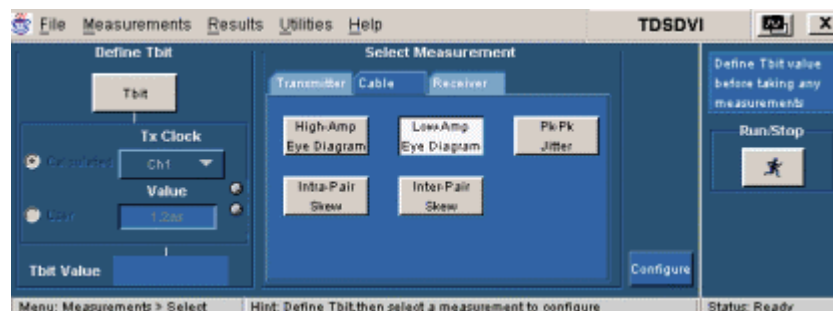 File Measurements Results Utilities Help TDSDVI X
Define Tbit
Tbit
Tx Clock
Calculated Ch1
Value
User 1.2ns
Tbit Value
Select Measurement
Transmitter Cable Receiver
High-Amp
Eye Diagram
Low-Amp
Eye Diagram
Pk-Pk
Jitter
Intra-Pair
Skew
Inter-Pair
Skew
Configure
Define Tbit value
before taking any
measurements
Run/Stop
Menu: Measurements > Select
Hint: Define Tbit,then select a measurement to configure
Status: Ready